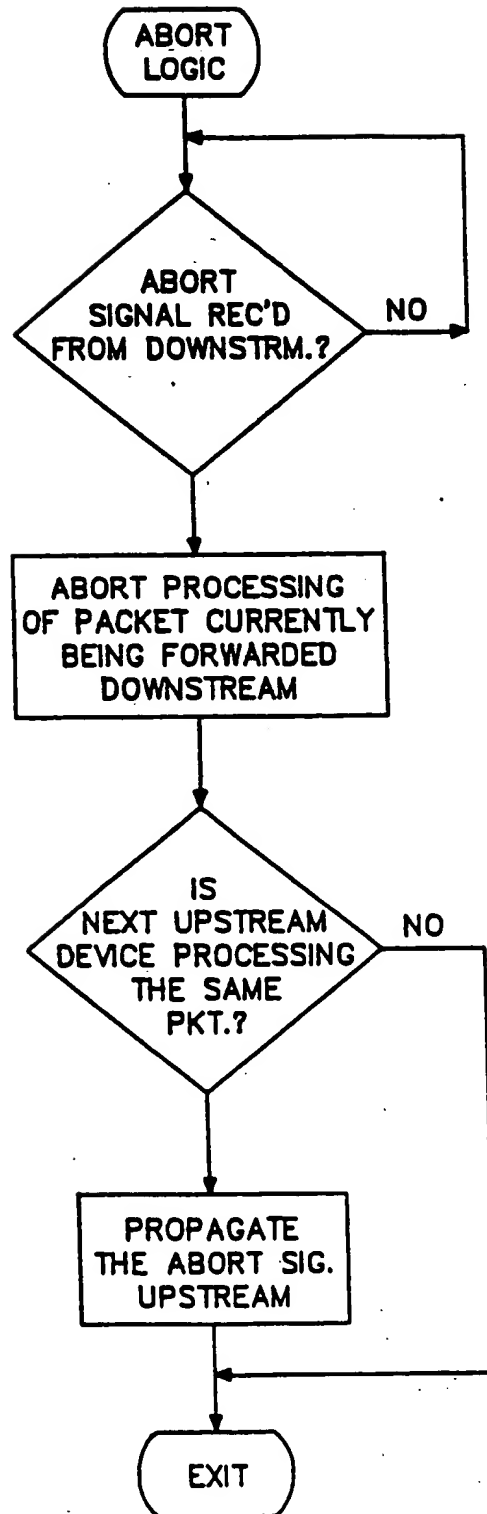 ABORT
LOGIC
ABORT
SIGNAL REC'D
FROM DOWNSTRM.?
NO
ABORT PROCESSING
OF PACKET CURRENTLY
BEING FORWARDED
DOWNSTREAM
IS
NEXT UPSTREAM
DEVICE PROCESSING
THE SAME
PKT.?
NO
PROPAGATE
THE ABORT SIG.
UPSTREAM
EXIT